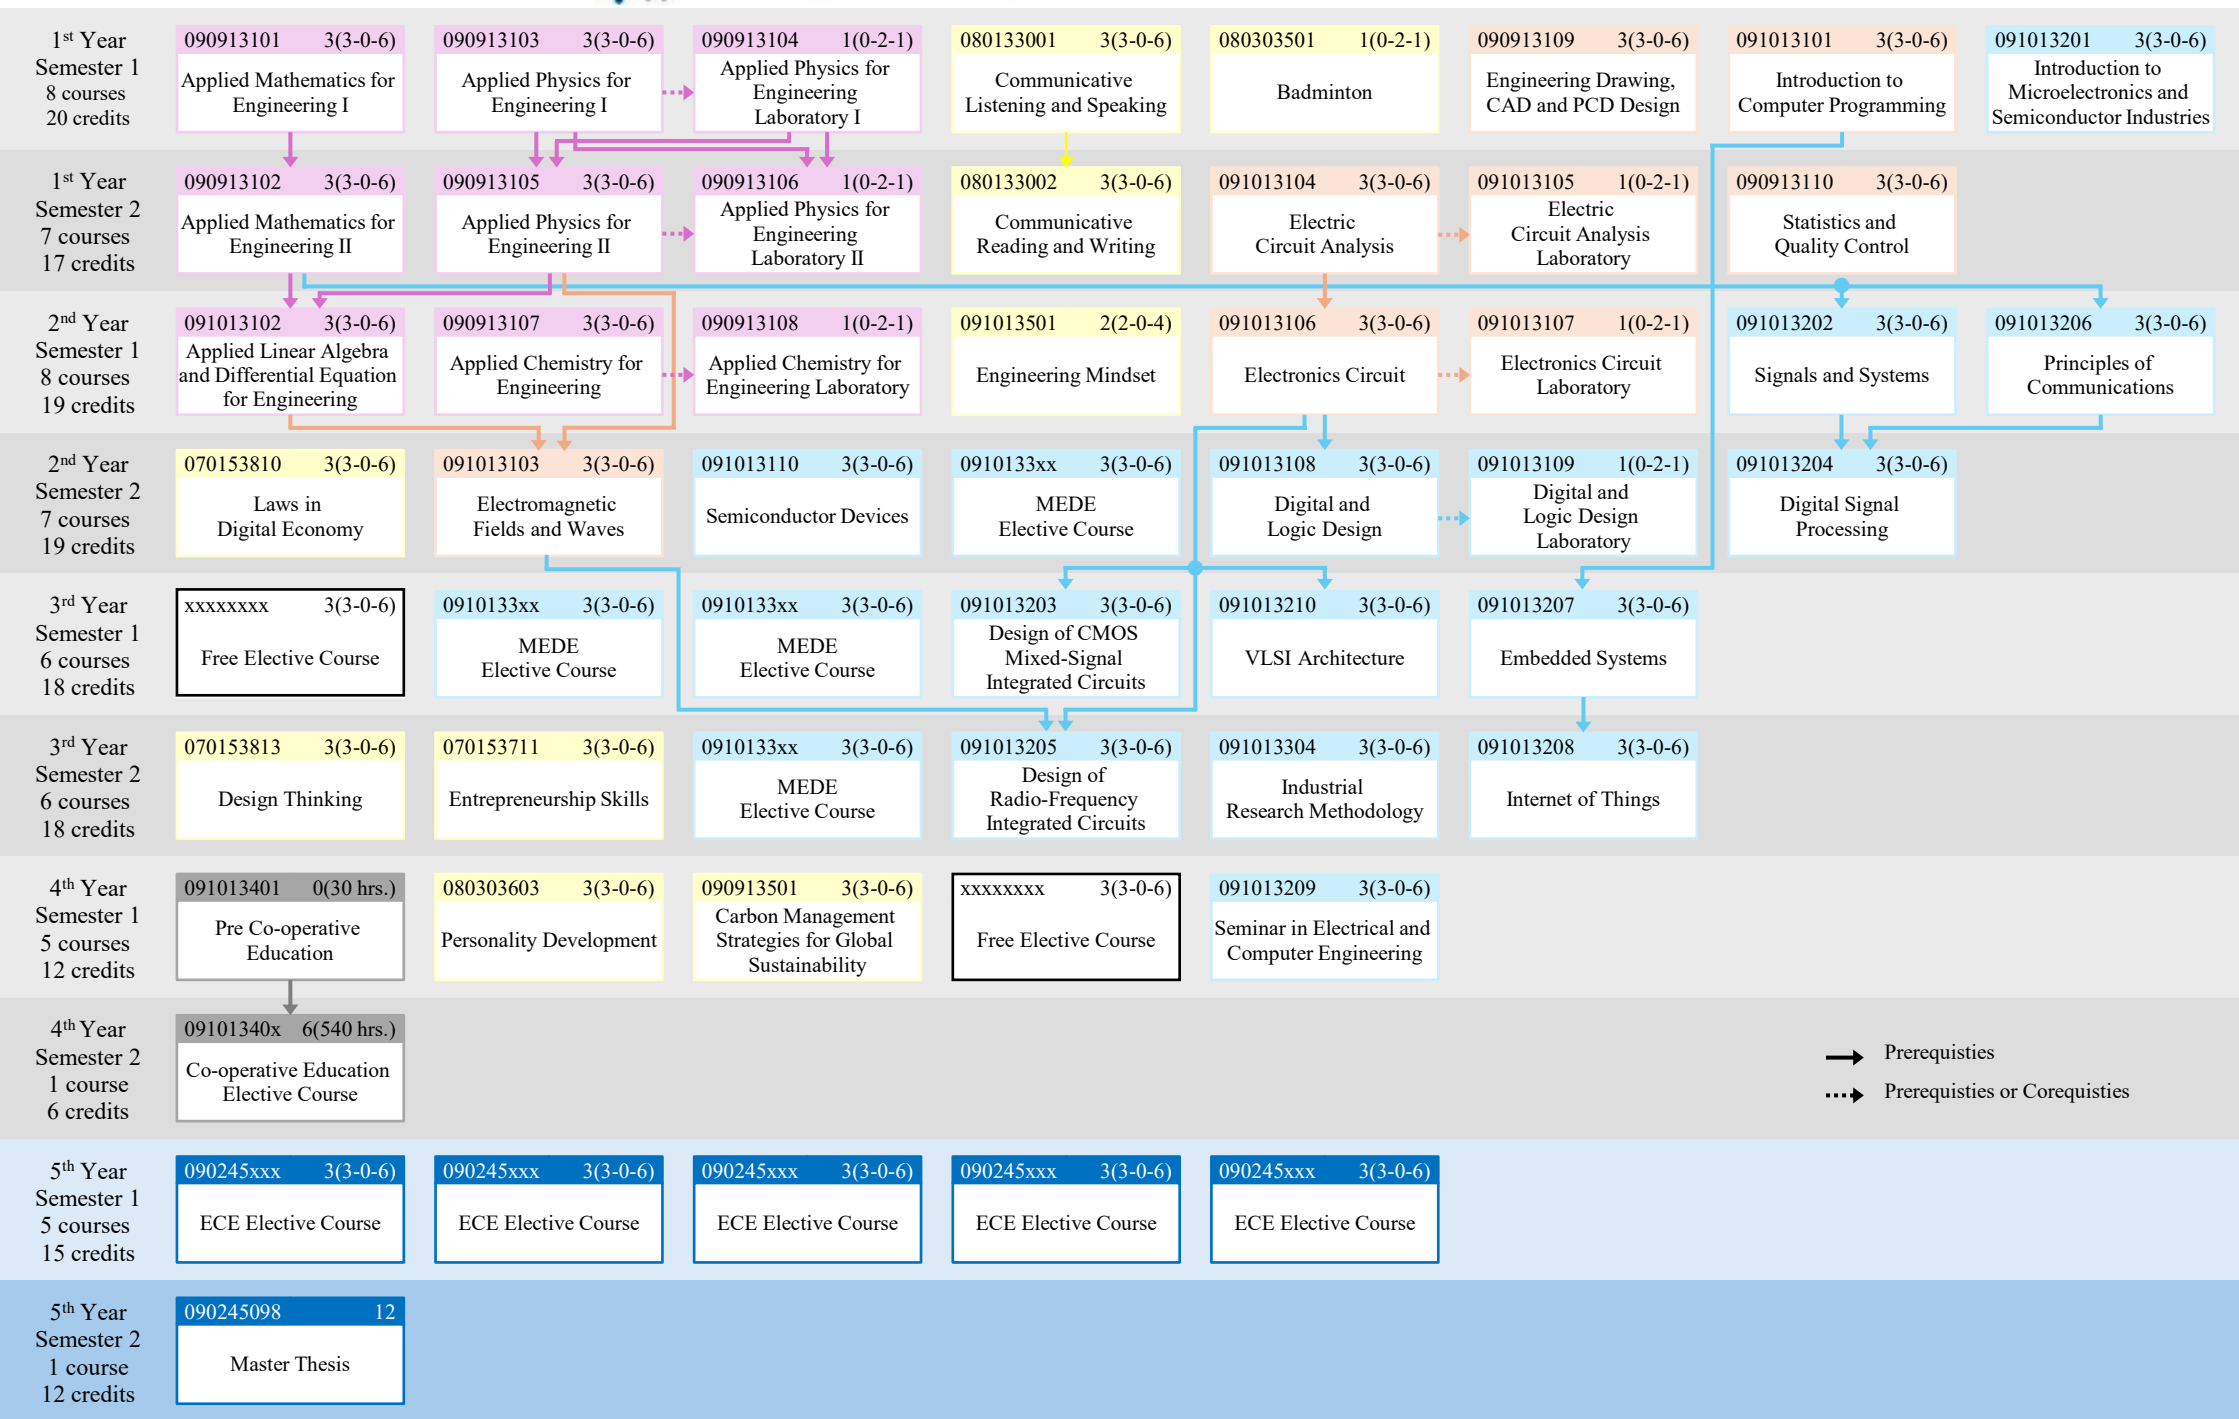 1st Year
Semester 1
8 courses
20 credits
090913101 3(3-0-6)
Applied Mathematics for
Engineering I
090913103 3(3-0-6)
Applied Physics for
Engineering I
090913104 1(0-2-1)
Applied Physics for
Engineering
Laboratory I
080133001 3(3-0-6)
Communicative
Listening and Speaking
080303501 1(0-2-1)
Badminton
090913109 3(3-0-6)
Engineering Drawing,
CAD and PCD Design
091013101 3(3-0-6)
Introduction to
Computer Programming
091013201 3(3-0-6)
Introduction to
Microelectronics and
Semiconductor Industries
1st Year
Semester 2
7 courses
17 credits
090913102 3(3-0-6)
Applied Mathematics for
Engineering II
090913105 3(3-0-6)
Applied Physics for
Engineering II
090913106 1(0-2-1)
Applied Physics for
Engineering
Laboratory II
080133002 3(3-0-6)
Communicative
Reading and Writing
091013104 3(3-0-6)
Electric
Circuit Analysis
091013105 1(0-2-1)
Electric
Circuit Analysis
Laboratory
090913110 3(3-0-6)
Statistics and
Quality Control
2nd Year
Semester 1
8 courses
19 credits
091013102 3(3-0-6)
Applied Linear Algebra
and Differential Equation
for Engineering
090913107 3(3-0-6)
Applied Chemistry for
Engineering
090913108 1(0-2-1)
Applied Chemistry for
Engineering Laboratory
091013501 2(2-0-4)
Engineering Mindset
091013106 3(3-0-6)
Electronics Circuit
091013107 1(0-2-1)
Electronics Circuit
Laboratory
091013202 3(3-0-6)
Signals and Systems
091013206 3(3-0-6)
Principles of
Communications
2nd Year
Semester 2
7 courses
19 credits
070153810 3(3-0-6)
Laws in
Digital Economy
091013103 3(3-0-6)
Electromagnetic
Fields and Waves
091013110 3(3-0-6)
Semiconductor Devices
0910133xx 3(3-0-6)
MEDE
Elective Course
091013108 3(3-0-6)
Digital and
Logic Design
091013109 1(0-2-1)
Digital and
Logic Design
Laboratory
091013204 3(3-0-6)
Digital Signal
Processing
3rd Year
Semester 1
6 courses
18 credits
xxxxxxxx 3(3-0-6)
Free Elective Course
0910133xx 3(3-0-6)
MEDE
Elective Course
0910133xx 3(3-0-6)
MEDE
Elective Course
091013203 3(3-0-6)
Design of CMOS
Mixed-Signal
Integrated Circuits
091013210 3(3-0-6)
VLSI Architecture
091013207 3(3-0-6)
Embedded Systems
3rd Year
Semester 2
6 courses
18 credits
070153813 3(3-0-6)
Design Thinking
070153711 3(3-0-6)
Entrepreneurship Skills
0910133xx 3(3-0-6)
MEDE
Elective Course
091013205 3(3-0-6)
Design of
Radio-Frequency
Integrated Circuits
091013304 3(3-0-6)
Industrial
Research Methodology
091013208 3(3-0-6)
Internet of Things
4th Year
Semester 1
5 courses
12 credits
091013401 0(30 hrs.)
Pre Co-operative
Education
080303603 3(3-0-6)
Personality Development
090913501 3(3-0-6)
Carbon Management
Strategies for Global
Sustainability
xxxxxxxx 3(3-0-6)
Free Elective Course
091013209 3(3-0-6)
Seminar in Electrical and
Computer Engineering
4th Year
Semester 2
1 course
6 credits
09101340x 6(540 hrs.)
Co-operative Education
Elective Course
Prerequisties
Prerequisties or Corequisties
5th Year
Semester 1
5 courses
15 credits
090245xxx 3(3-0-6)
ECE Elective Course
090245xxx 3(3-0-6)
ECE Elective Course
090245xxx 3(3-0-6)
ECE Elective Course
090245xxx 3(3-0-6)
ECE Elective Course
090245xxx 3(3-0-6)
ECE Elective Course
5th Year
Semester 2
1 course
12 credits
090245098 12
Master Thesis